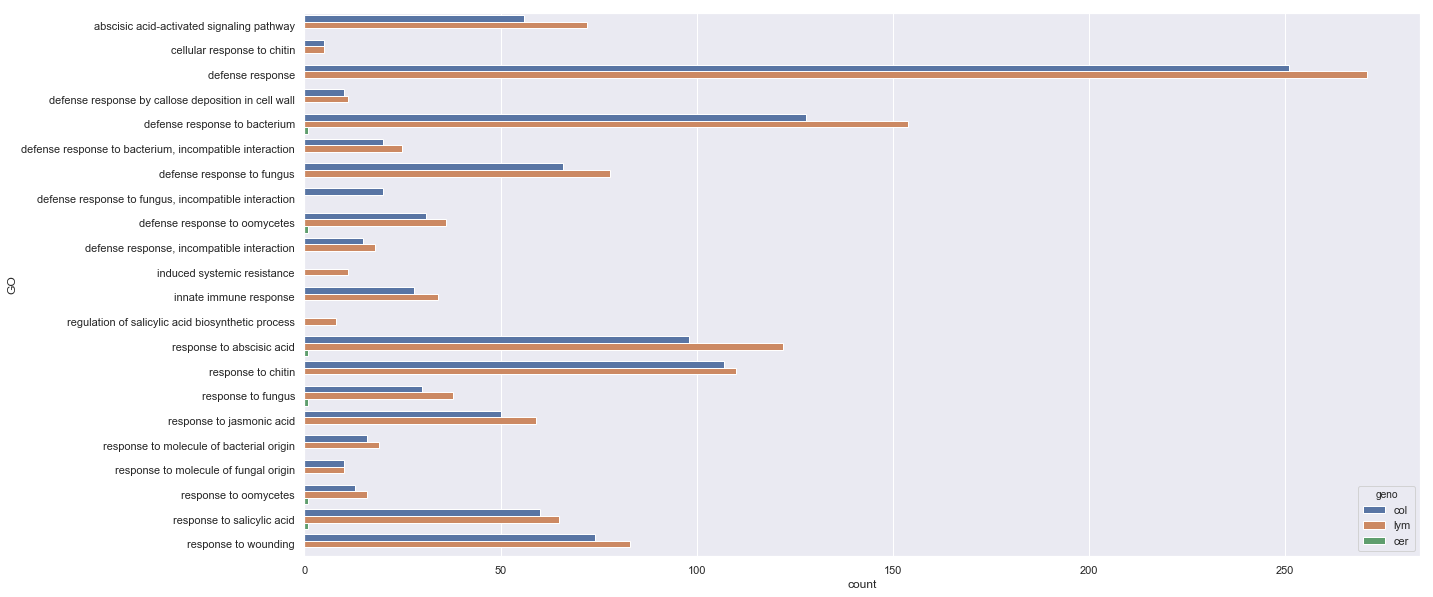 abscisic acid-activated signaling pathway
cellular response to chitin
defense response
defense response by callose deposition in cell wall
defense response to bacterium
defense response to bacterium, incompatible interaction
defense response to fungus
defense response to fungus, incompatible interaction
defense response to oomycetes
defense response, incompatible interaction
induced systemic resistance
innate immune response
regulation of salicylic acid biosynthetic process
response to abscisic acid
response to chitin
response to fungus
response to jasmonic acid
response to molecule of bacterial origin
response to molecule of fungal origin
response to oomycetes
response to salicylic acid
response to wounding
GO
0 50 100 150 200 250
count
geno
col
lym
cer